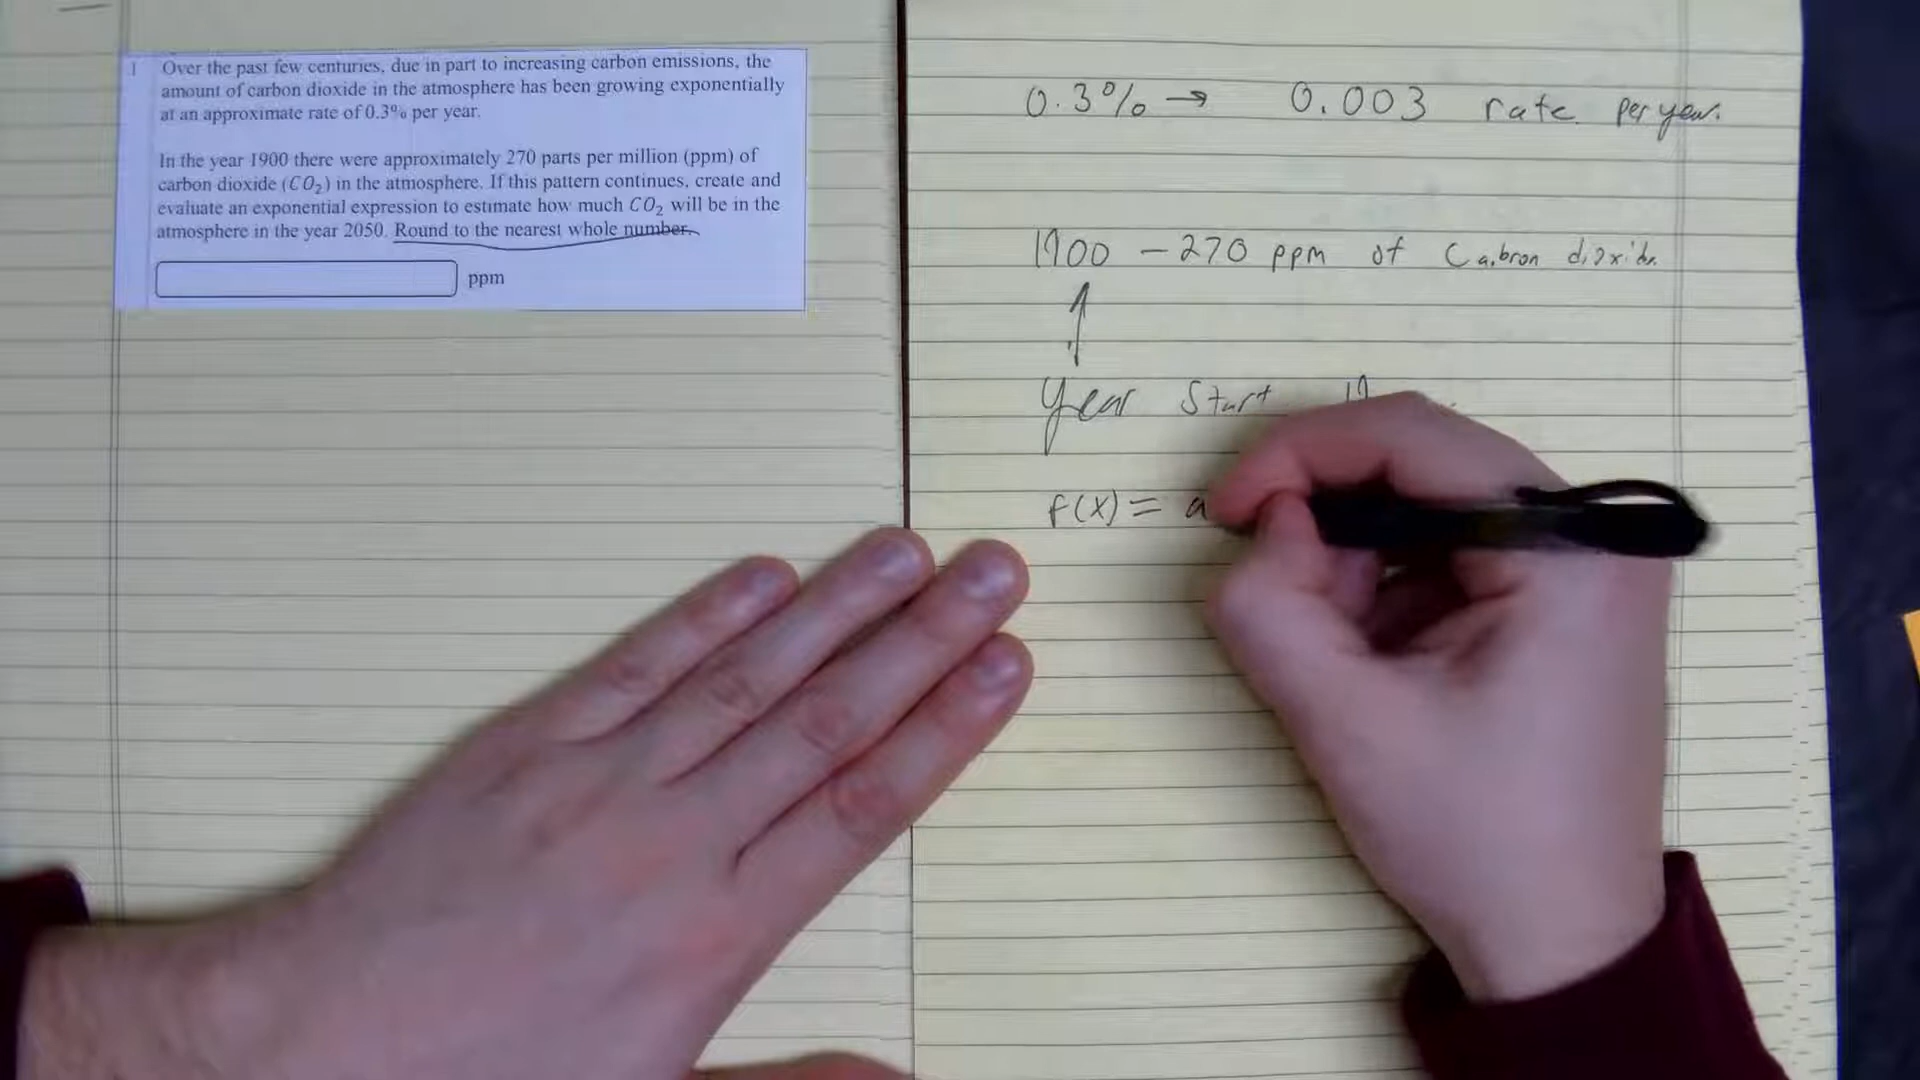 1 Over the past few centuries, due in part to increasing carbon emissions, the
amount of carbon dioxide in the atmosphere has been growing exponentially
at an approximate rate of 0.3% per year.
In the year 1900 there were approximately 270 parts per million (ppm) of
carbon dioxide (CO₂) in the atmosphere. If this pattern continues, create and
evaluate an exponential expression to estimate how much CO₂ will be in the
atmosphere in the year 2050. Round to the nearest whole number.
ppm
0.3% → 0.003 rate per year.
1900 - 270 ppm of Cabron dioxide
year Start
f(x) = a